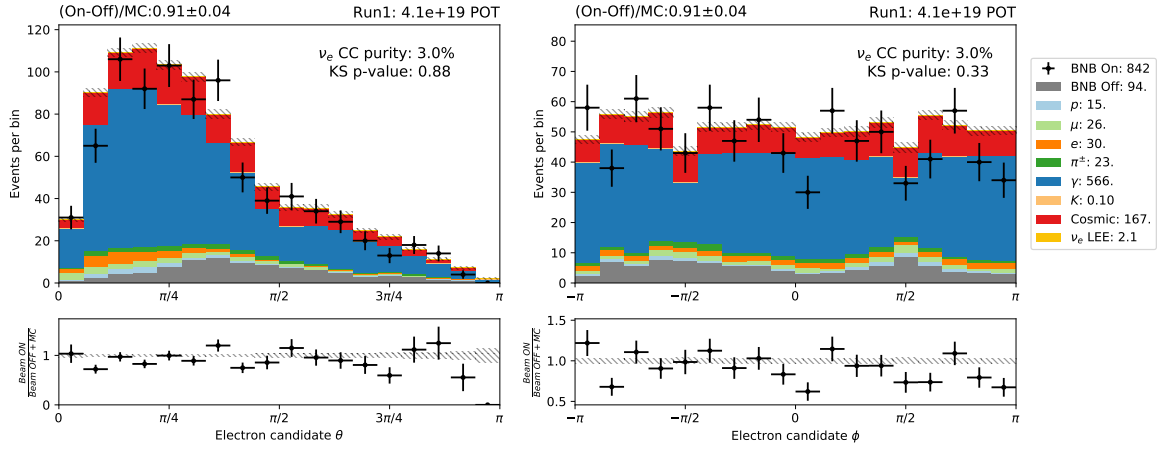 (On-Off)/MC:0.91±0.04 Run1: 4.1e+19 POT
120
100
80
60
40
20
0
Events per bin
νe CC purity: 3.0%
KS p-value: 0.88
0 π/4 π/2 3π/4 π
1
0
Beam ON
Beam OFF + MC
0 π/4 π/2 3π/4 π
Electron candidate θ
(On-Off)/MC:0.91±0.04 Run1: 4.1e+19 POT
80
70
60
50
40
30
20
10
0
Events per bin
νe CC purity: 3.0%
KS p-value: 0.33
−π −π/2 0 π/2 π
1.5
1.0
0.5
Beam ON
Beam OFF + MC
−π −π/2 0 π/2 π
Electron candidate ϕ
BNB On: 842
BNB Off: 94.
p: 15.
μ: 26.
e: 30.
π±: 23.
γ: 566.
K: 0.10
Cosmic: 167.
νe LEE: 2.1